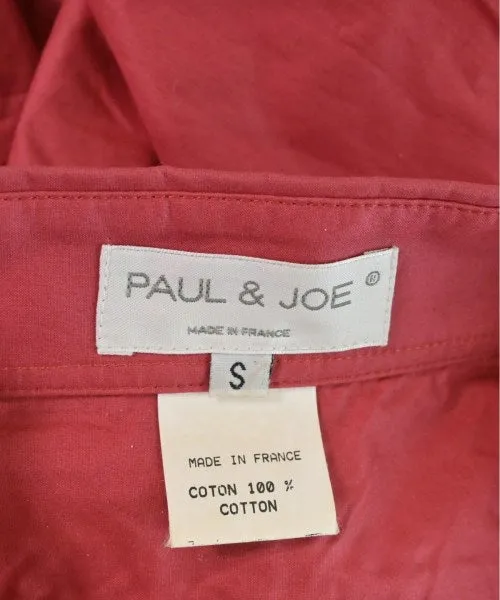 PAUL & JOE ®
MADE IN FRANCE
S
MADE IN FRANCE
COTON 100 %
COTTON